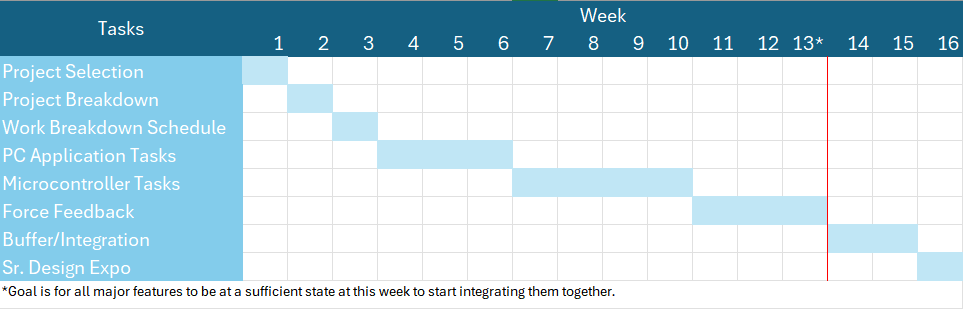 Tasks
Week
1 2 3 4 5 6 7 8 9 10 11 12 13* 14 15 16
Project Selection
Project Breakdown
Work Breakdown Schedule
PC Application Tasks
Microcontroller Tasks
Force Feedback
Buffer/Integration
Sr. Design Expo
*Goal is for all major features to be at a sufficient state at this week to start integrating them together.